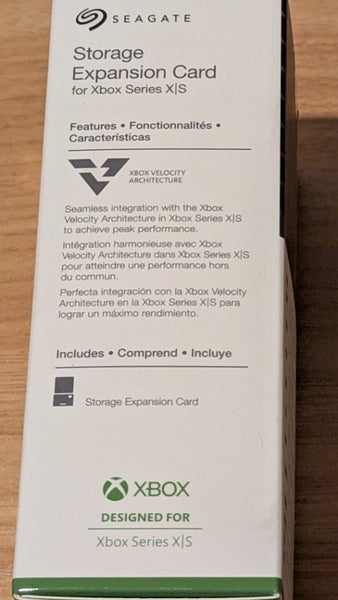 SEAGATE
Storage
Expansion Card
for Xbox Series X|S
Features • Fonctionnalités •
Características
XBOX VELOCITY
ARCHITECTURE
Seamless integration with the Xbox
Velocity Architecture in Xbox Series X|S
to achieve peak performance.
Intégration harmonieuse avec Xbox
Velocity Architecture dans Xbox Series X|S
pour atteindre une performance hors
du commun.
Perfecta integración con la Xbox Velocity
Architecture en la Xbox Series X|S para
lograr un máximo rendimiento.
Includes • Comprend • Incluye
Storage Expansion Card
XBOX
DESIGNED FOR
Xbox Series X|S